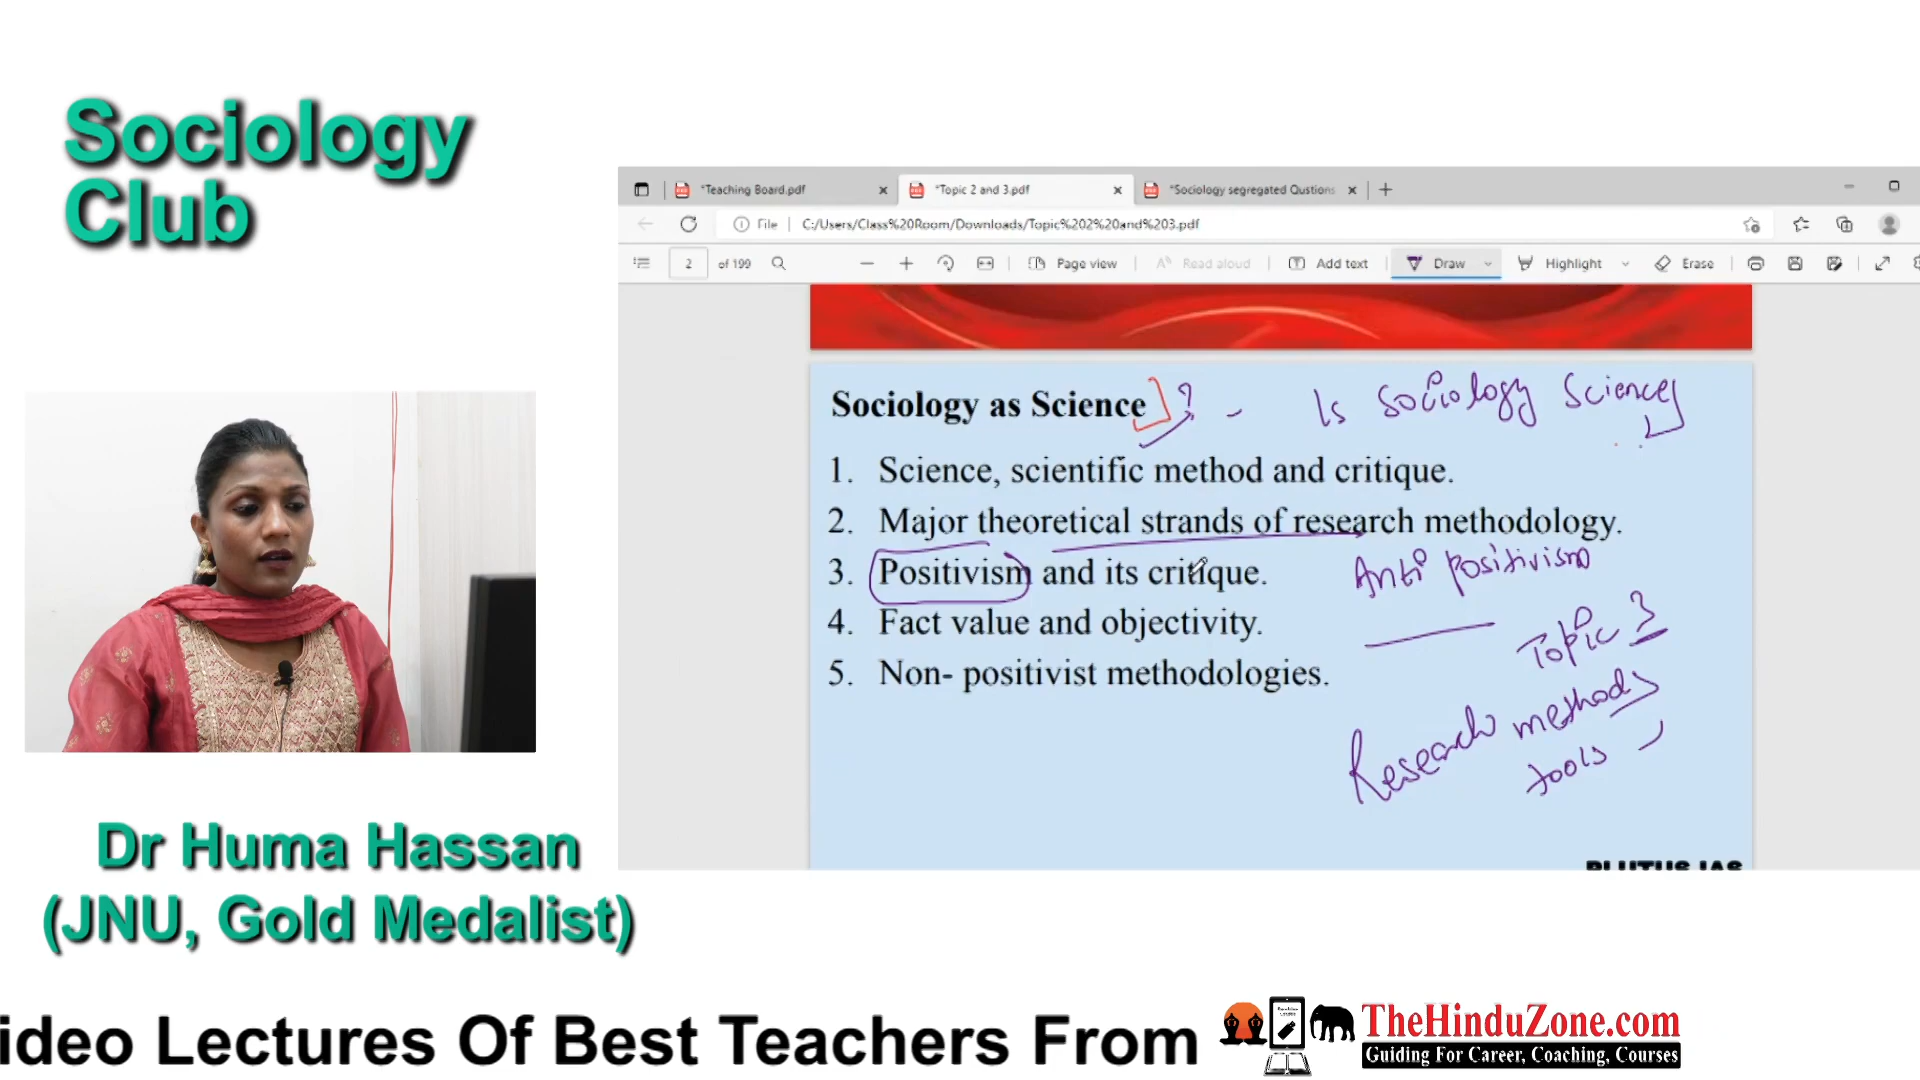 Sociology
Club
*Teaching Board.pdf
*Topic 2 and 3.pdf
*Sociology segregated Qustions
File
C:/Users/Class%20Room/Downloads/Topic%202%20and%203.pdf
2 of 199
Page view
Read aloud
Add text
Draw
Highlight
Erase
Sociology as Science ? - Is Sociology Science
1. Science, scientific method and critique.
2. Major theoretical strands of research methodology.
3. Positivism and its critique.
Anti positivism
4. Fact value and objectivity.
Topic 3
5. Non- positivist methodologies.
Research methods
tools
PLUTUS IAS
Dr Huma Hassan
(JNU, Gold Medalist)
ideo Lectures Of Best Teachers From
TheHinduZone.com
Guiding For Career, Coaching, Courses